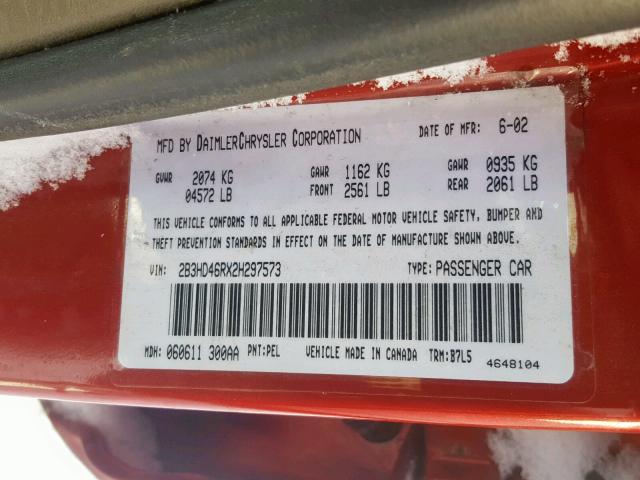 MFD BY DAIMLERCHRYSLER CORPORATION DATE OF MFR: 6-02
GVWR 2074 KG GAWR 1162 KG GAWR 0935 KG
04572 LB FRONT 2561 LB REAR 2061 LB
THIS VEHICLE CONFORMS TO ALL APPLICABLE FEDERAL MOTOR VEHICLE SAFETY, BUMPER AND
THEFT PREVENTION STANDARDS IN EFFECT ON THE DATE OF MANUFACTURE SHOWN ABOVE.
VIN: 2B3HD46RX2H297573 TYPE: PASSENGER CAR
MDH: 060611 300AA PNT:PEL VEHICLE MADE IN CANADA TRM:B7L5
4648104